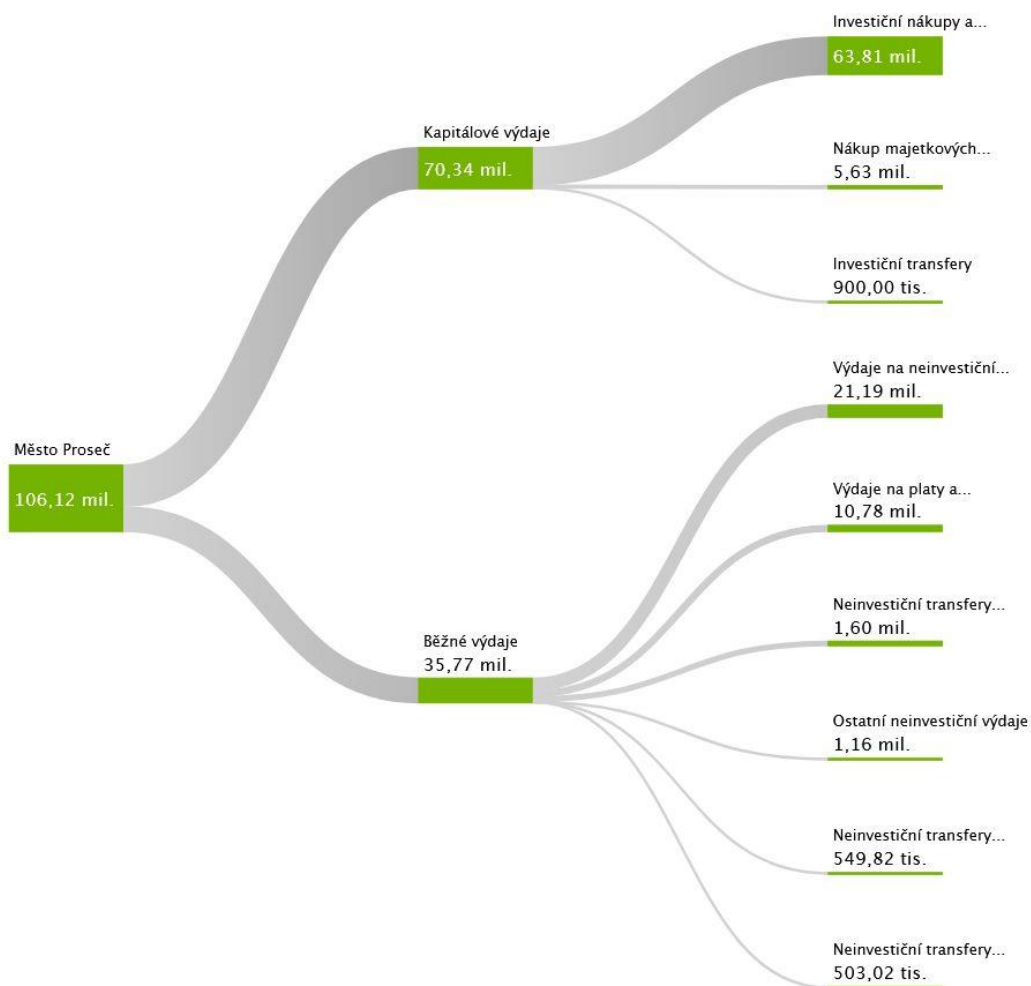 Investiční nákupy a...
63,81 mil.
Kapitálové výdaje
70,34 mil.
Nákup majetkových...
5,63 mil.
Investiční transfery
900,00 tis.
Výdaje na neinvestiční...
21,19 mil.
Město Proseč
106,12 mil.
Výdaje na platy a...
10,78 mil.
Neinvestiční transfery...
1,60 mil.
Běžné výdaje
35,77 mil.
Ostatní neinvestiční výdaje
1,16 mil.
Neinvestiční transfery...
549,82 tis.
Neinvestiční transfery...
503,02 tis.